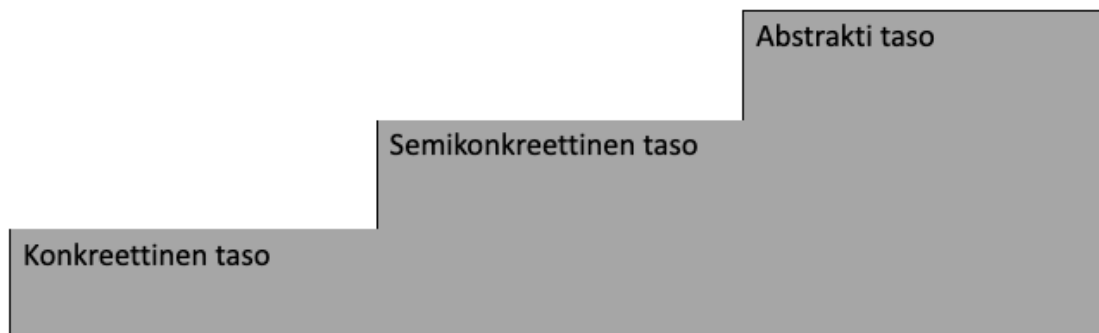 Abstrakti taso
Semikonkreettinen taso
Konkreettinen taso